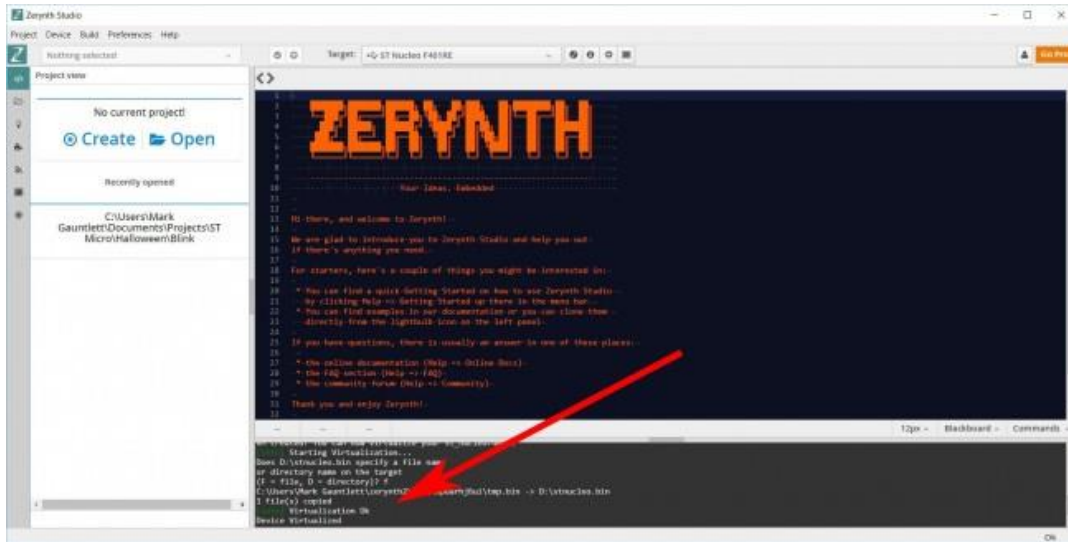 Zerynth Studio
Project Device Build Preferences Help
Nothing selected!
Target: ST Nucleo F401RE
Go Pro
Project view
No current project!
Create Open
Recently opened
C:\Users\Mark
Gauntlett\Documents\Projects\ST
Micro\Halloween\Blink
ZERYNTH
Your Ideas, Embedded
Hi there, and welcome to Zerynth!
We are glad to introduce you to Zerynth Studio and help you out
if there's anything you need.
For starters, here's a couple of things you might be interested in:
* You can find a quick Getting Started on how to use Zerynth Studio
by clicking Help => Getting Started up there in the menu bar
* You can find examples in our documentation or you can clone them
directly from the lightbulb icon on the left panel
If you have questions, there is usually an answer in one of these places:
* the online documentation (Help => Online Docs)
* the FAQ section (Help => FAQ)
* the community forum (Help => Community)
Thank you and enjoy Zerynth!
12px Blackboard Commands
Starting Virtualization...
Does D:\stnucleo.bin specify a file name
or directory name on the target
(F = file, D = directory)? f
C:\Users\Mark Gauntlett\tmp.bin -> D:\stnucleo.bin
1 file(s) copied
Virtualization Ok
Device Virtualized
Ok